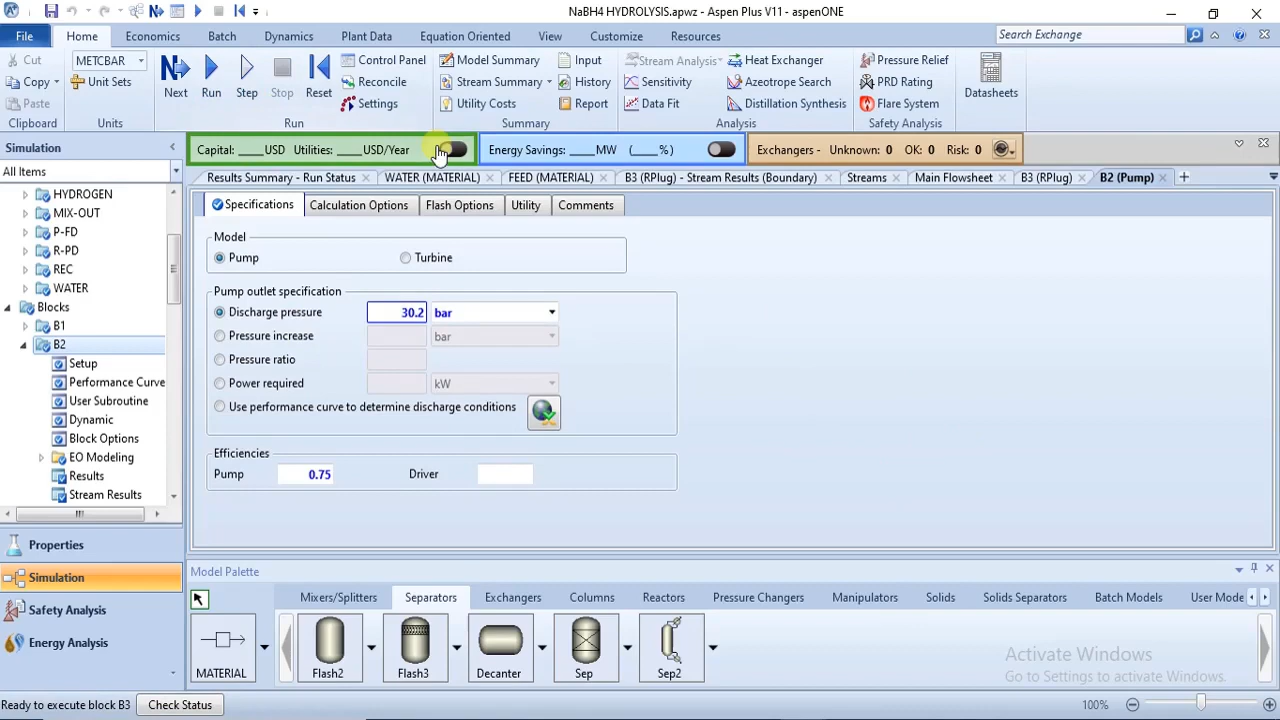 NaBH4 HYDROLYSIS.apwz - Aspen Plus V11 - aspenONE
File Home Economics Batch Dynamics Plant Data Equation Oriented View Customize Resources Search Exchange
Cut METCBAR Control Panel Model Summary Input Stream Analysis Heat Exchanger Pressure Relief
Copy Unit Sets Next Run Step Stop Reset Reconcile Stream Summary History Sensitivity Azeotrope Search PRD Rating Datasheets
Paste Settings Utility Costs Report Data Fit Distillation Synthesis Flare System
Clipboard Units Run Summary Analysis Safety Analysis
Simulation Capital: ____USD Utilities: ____USD/Year Energy Savings: ____MW (____%) Exchangers - Unknown: 0 OK: 0 Risk: 0
All Items Results Summary - Run Status WATER (MATERIAL) FEED (MATERIAL) B3 (RPlug) - Stream Results (Boundary) Streams Main Flowsheet B3 (RPlug) B2 (Pump)
HYDROGEN
MIX-OUT
P-FD
R-PD
REC
WATER
Blocks
B1
B2
Setup
Performance Curve
User Subroutine
Dynamic
Block Options
EO Modeling
Results
Stream Results
Properties
Simulation
Safety Analysis
Energy Analysis
Specifications Calculation Options Flash Options Utility Comments
Model
Pump Turbine
Pump outlet specification
Discharge pressure 30.2 bar
Pressure increase bar
Pressure ratio
Power required kW
Use performance curve to determine discharge conditions
Efficiencies
Pump 0.75 Driver
Model Palette
Mixers/Splitters Separators Exchangers Columns Reactors Pressure Changers Manipulators Solids Solids Separators Batch Models User Mode
MATERIAL Flash2 Flash3 Decanter Sep Sep2
Activate Windows
Go to Settings to activate Windows.
Ready to execute block B3 Check Status 100%